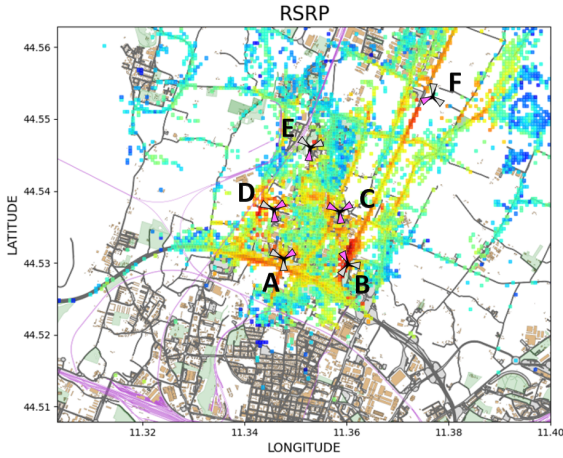 RSRP
44.56
F
44.55
E
44.54
D
C
44.53
A
B
44.52
44.51
11.32
11.34
11.36
11.38
11.40
LATITUDE
LONGITUDE